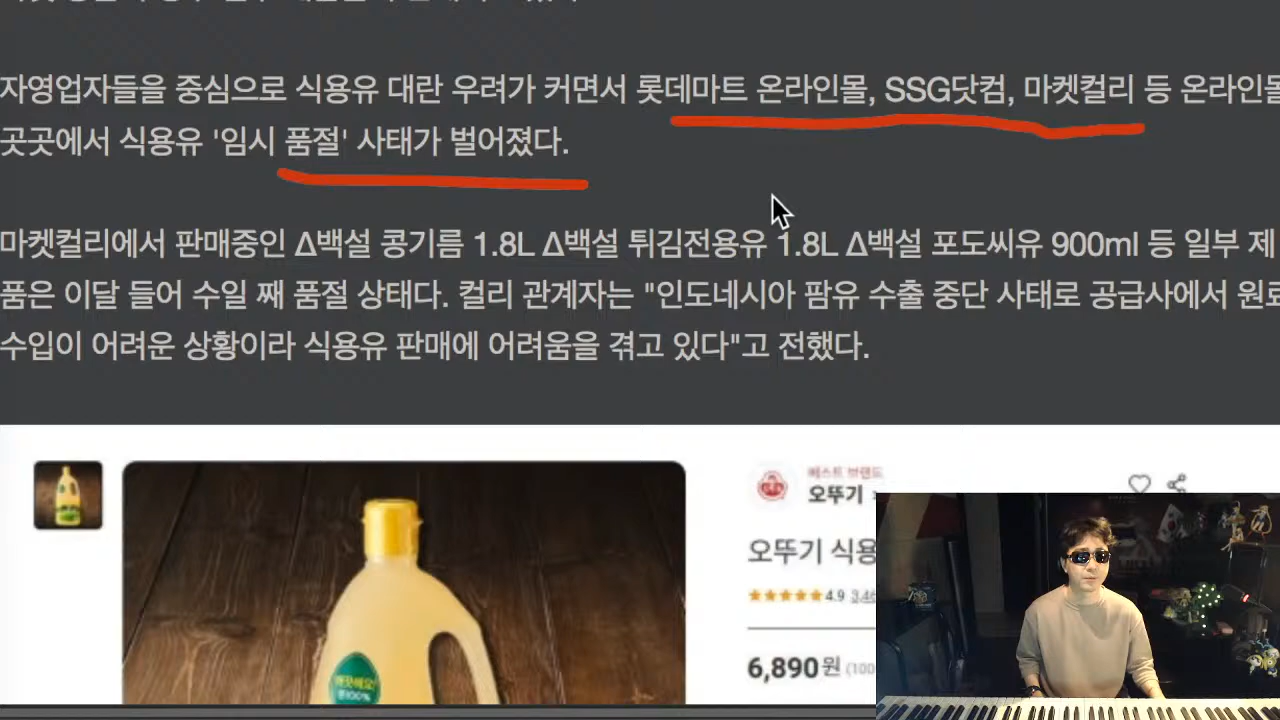 자영업자들을 중심으로 식용유 대란 우려가 커면서 롯데마트 온라인몰, SSG닷컴, 마켓컬리 등 온라인몰
곳곳에서 식용유 '임시 품절' 사태가 벌어졌다.
마켓컬리에서 판매중인 Δ백설 콩기름 1.8L Δ백설 튀김전용유 1.8L Δ백설 포도씨유 900ml 등 일부 제
품은 이달 들어 수일 째 품절 상태다. 컬리 관계자는 "인도네시아 팜유 수출 중단 사태로 공급사에서 원료
수입이 어려운 상황이라 식용유 판매에 어려움을 겪고 있다"고 전했다.
베스트 브랜드
오뚜기
오뚜기 식용
4.9 346
6,890원 (100